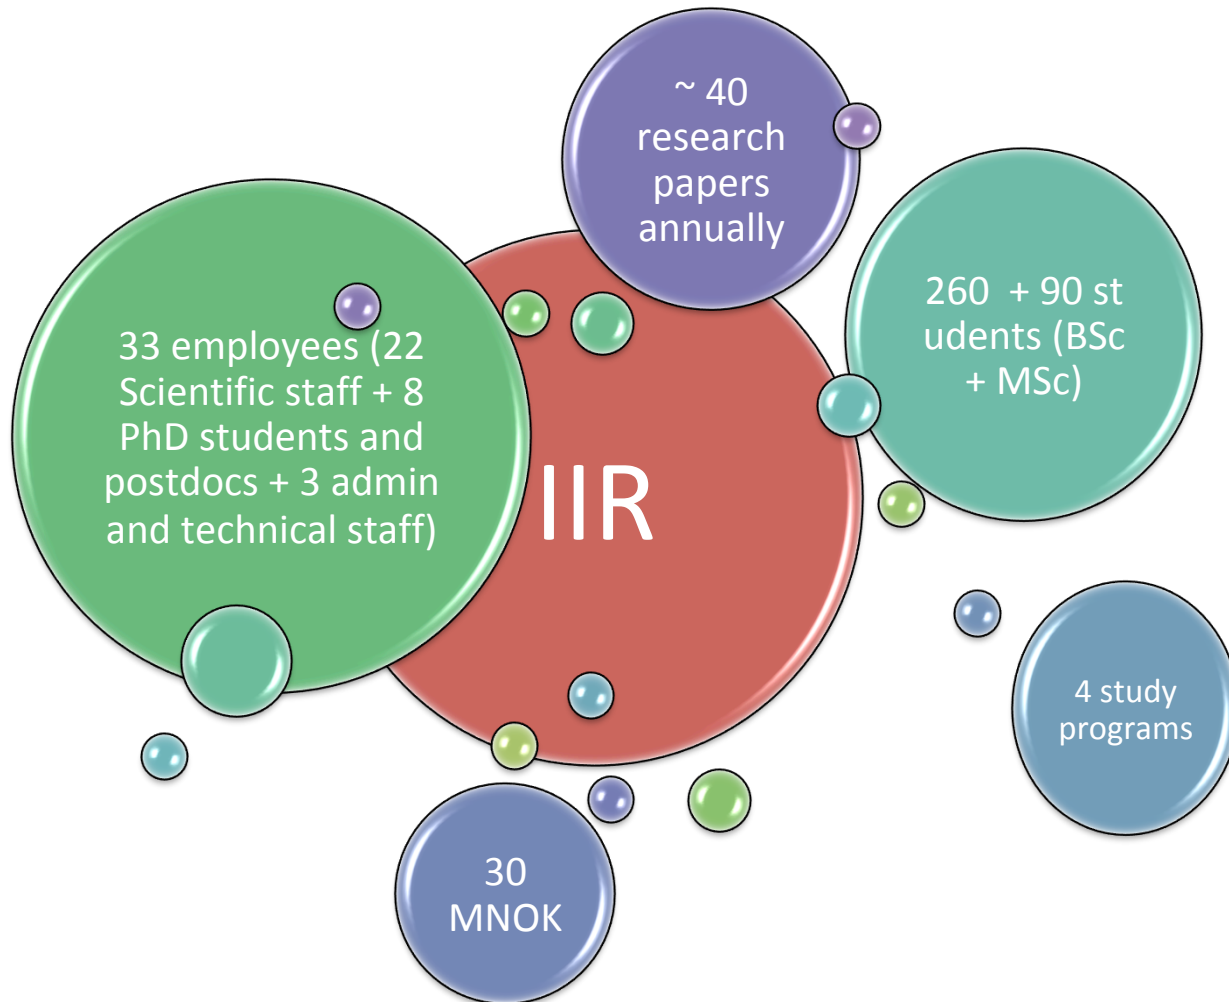 ~ 40
research
papers
annually
260  + 90 st
udents (BSc
+ MSc)
33 employees (22
Scientific staff + 8
PhD students and
postdocs + 3 admin
and technical staff)
IIR
4 study
programs
30
MNOK